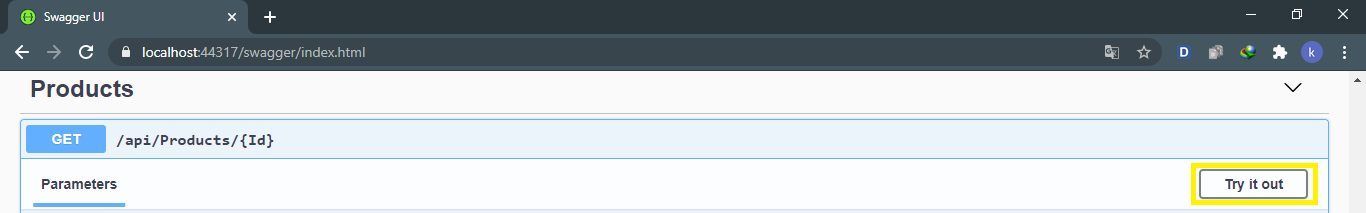 Swagger UI
localhost:44317/swagger/index.html
D
k
Products
GET /api/Products/{Id}
Parameters
Try it out